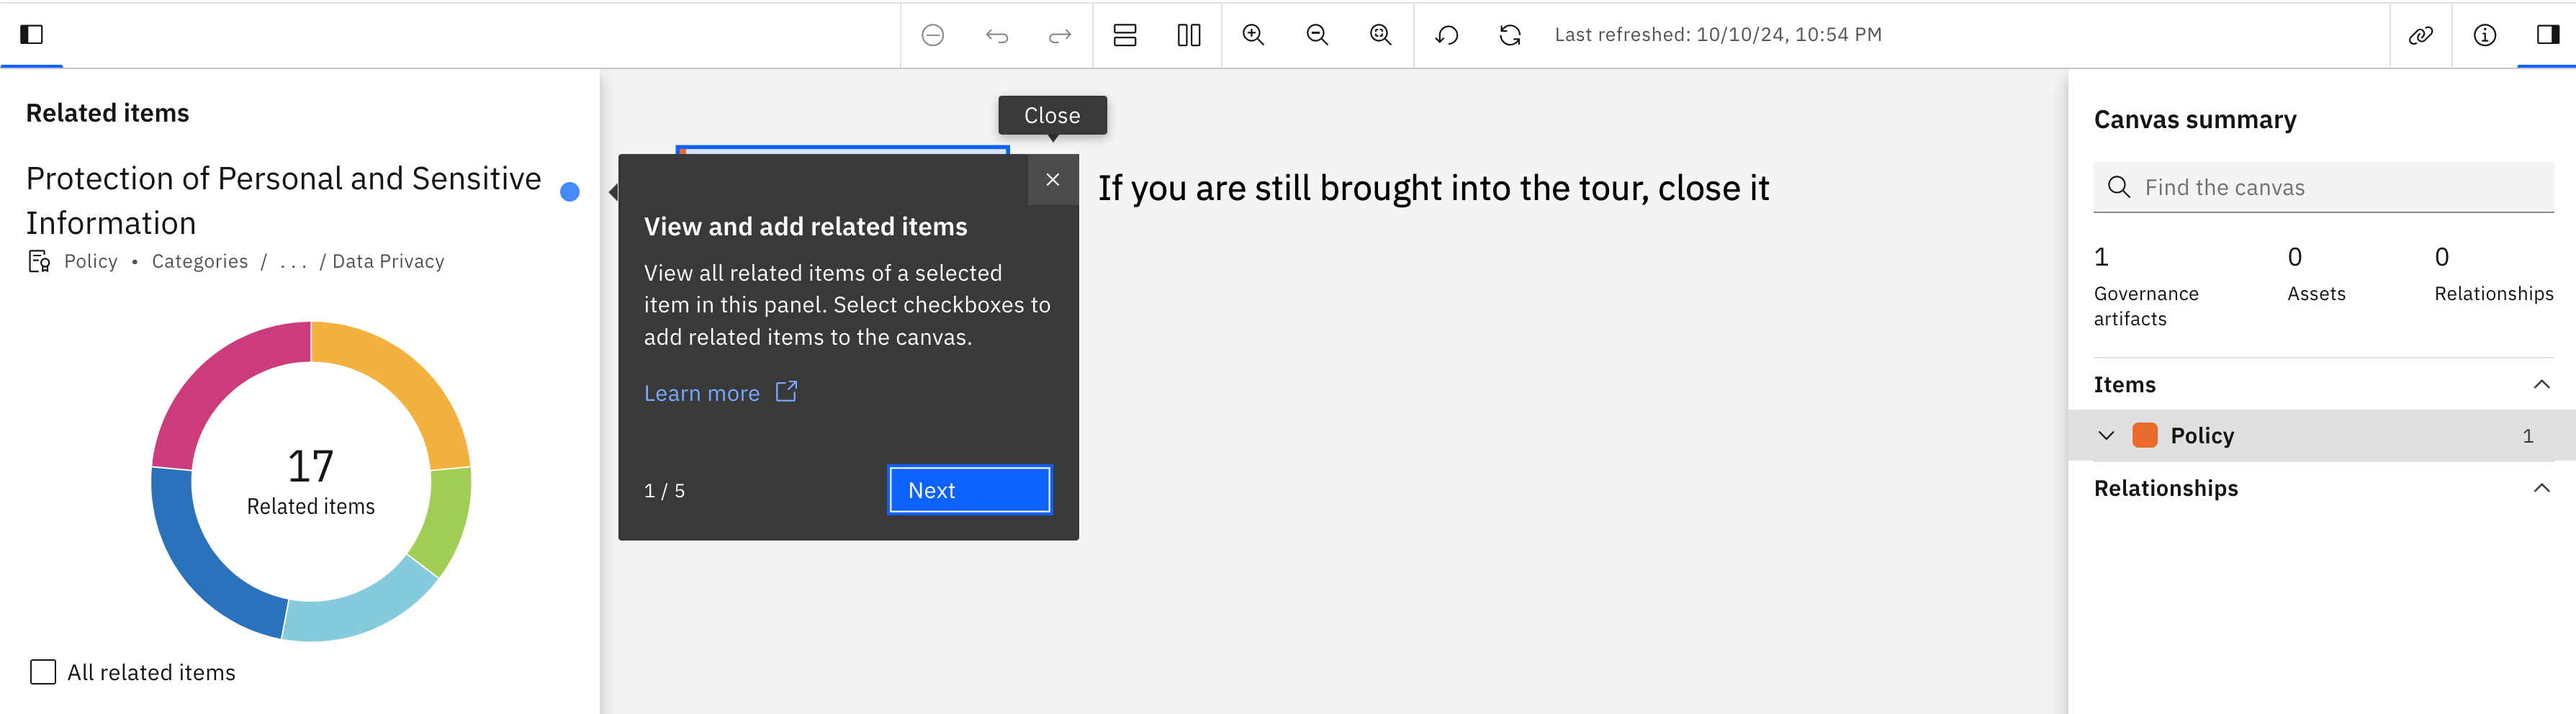 Last refreshed: 10/10/24, 10:54 PM
Related items
Protection of Personal and Sensitive
Information
Policy • Categories / ... / Data Privacy
17
Related items
All related items
Close
View and add related items
View all related items of a selected
item in this panel. Select checkboxes to
add related items to the canvas.
Learn more
1 / 5
Next
If you are still brought into the tour, close it
Canvas summary
Find the canvas
1
Governance
artifacts
0
Assets
0
Relationships
Items
Policy 1
Relationships